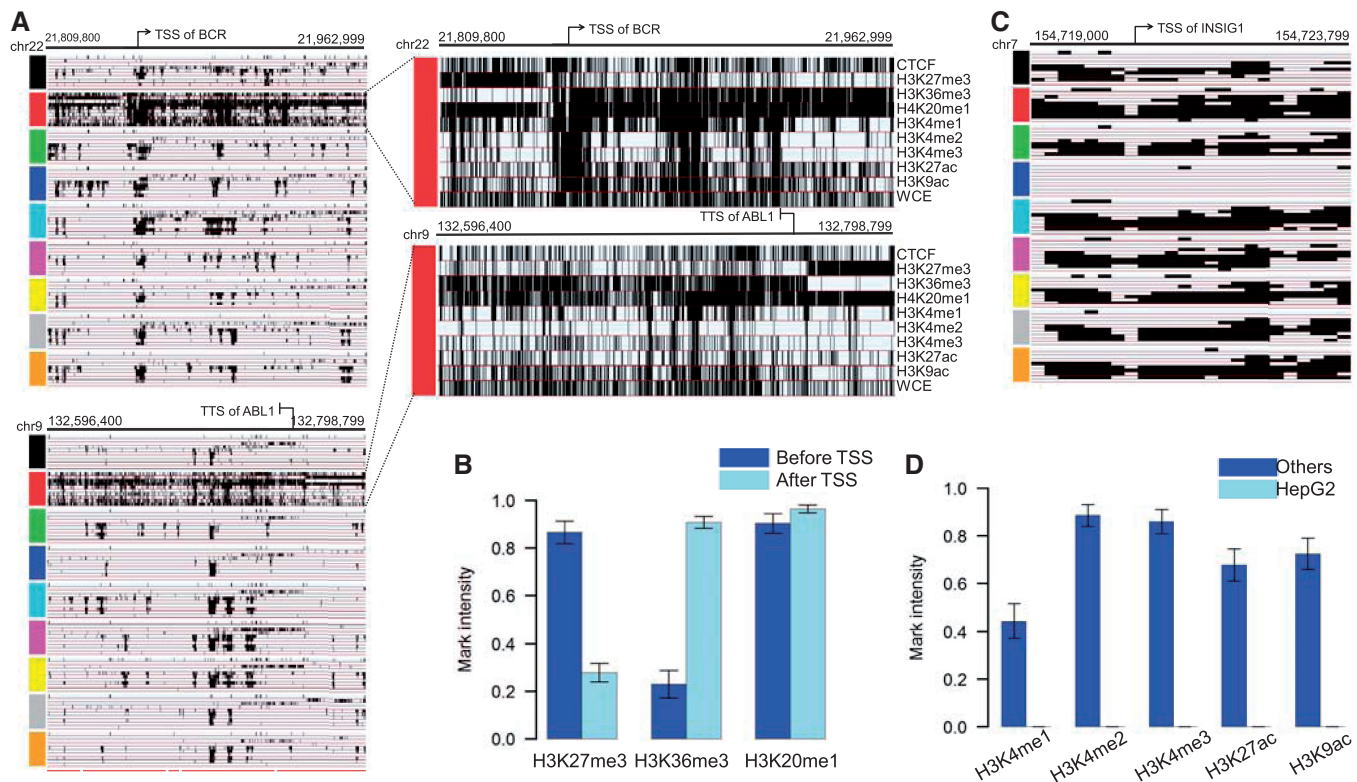 A
TSS of BCR
chr22
21,809,800
21,962,999
chr22
21,809,800
TSS of BCR
21,962,999
CTCF
H3K27me3
H3K36me3
H4K20me1
H3K4me1
H3K4me2
H3K4me3
H3K27ac
H3K9ac
WCE
TTS of ABL1
chr9
132,596,400
132,798,799
CTCF
H3K27me3
H3K36me3
H4K20me1
H3K4me1
H3K4me2
H3K4me3
H3K27ac
H3K9ac
WCE
TTS of ABL1
chr9
132,596,400
132,798,799
C
TSS of INSIG1
chr7
154,719,000
154,723,799
B
Before TSS
After TSS
Mark intensity
1.0
0.8
0.6
0.4
0.2
0.0
H3K27me3
H3K36me3
H3K20me1
D
Others
HepG2
Mark intensity
1.0
0.8
0.6
0.4
0.2
0.0
H3K4me1
H3K4me2
H3K4me3
H3K27ac
H3K9ac